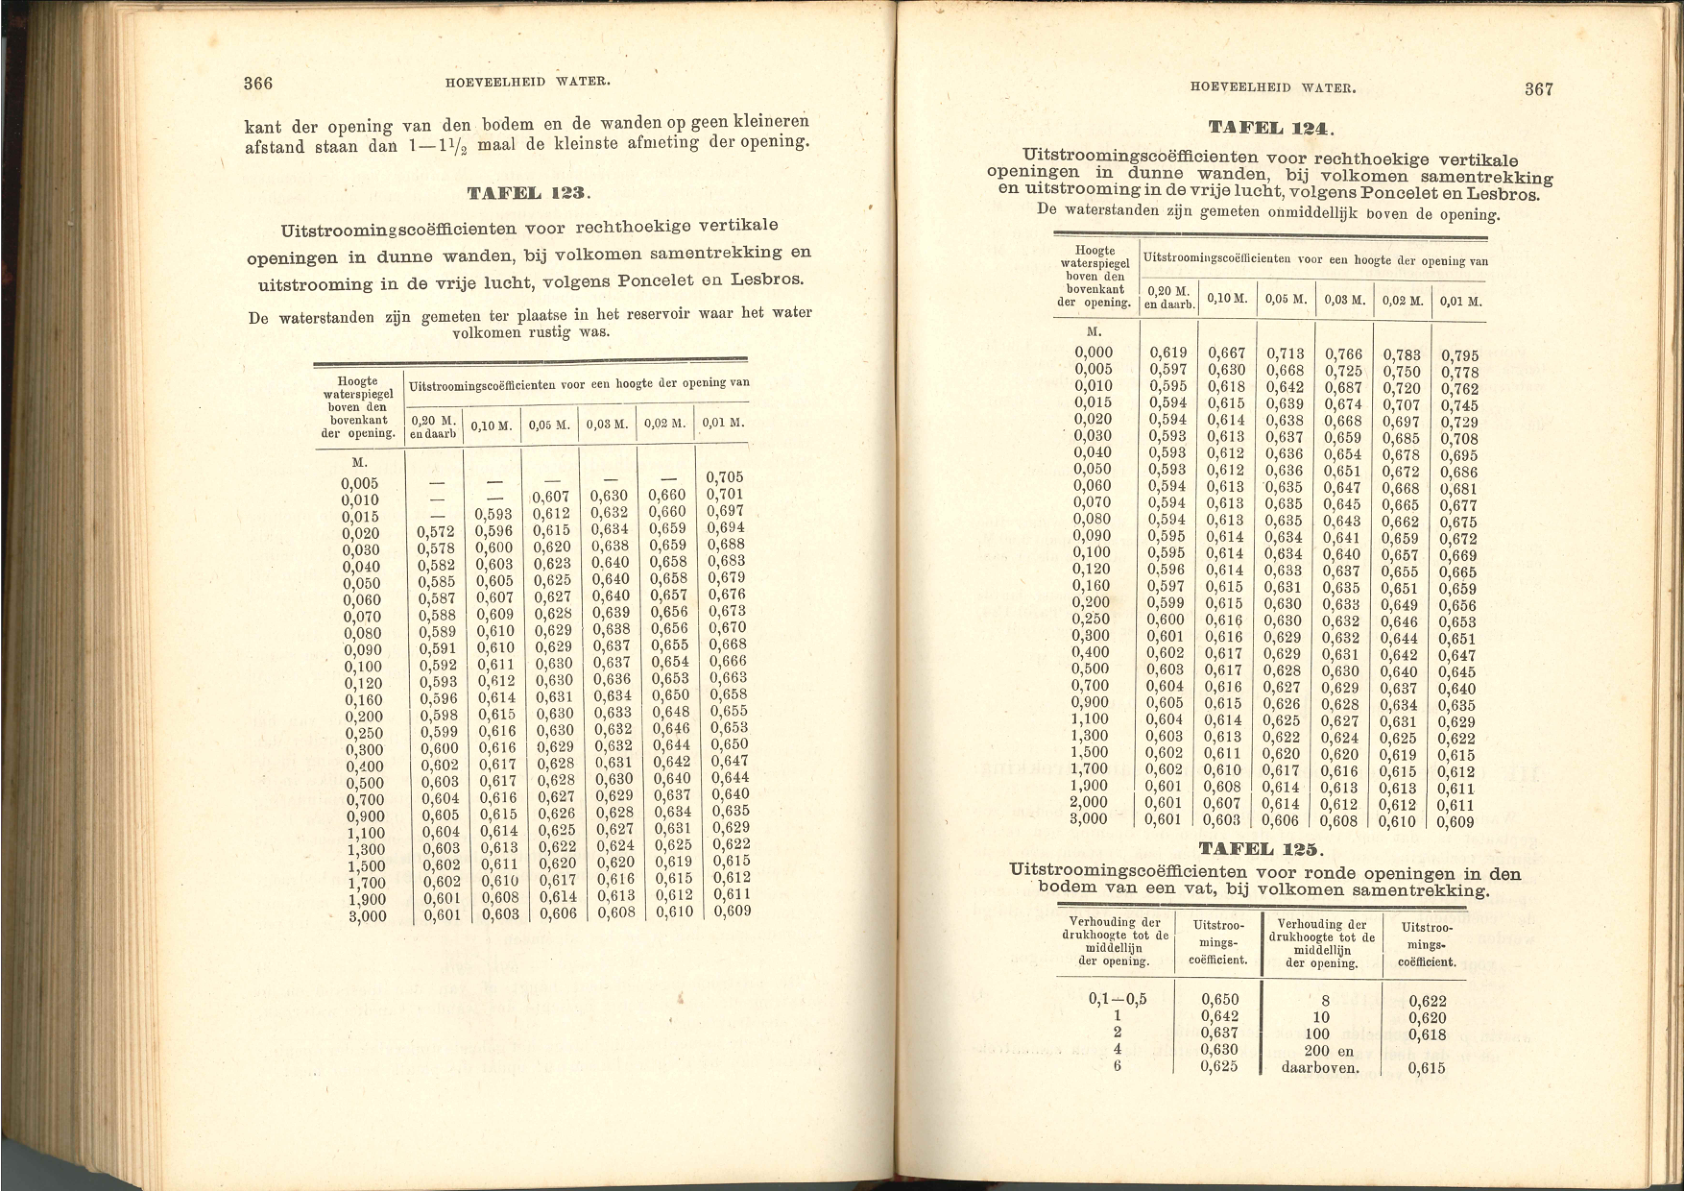 366
HOEVEELHEID WATER.
kant der opening van den bodem en de wanden op geen kleineren
afstand staan dan 1—1½ maal de kleinste afmeting der opening.
TAFEL 123.
Uitstroomingscoëfficienten voor rechthoekige vertikale
openingen in dunne wanden, bij volkomen samentrekking en
uitstrooming in de vrije lucht, volgens Poncelet en Lesbros.
De waterstanden zijn gemeten ter plaatse in het reservoir waar het water
volkomen rustig was.
Hoogte
waterspiegel
boven den
bovenkant
der opening.
Uitstroomingscoëfficienten voor een hoogte der opening van
0,20 M.
en daarb
0,10 M.
0,05 M.
0,03 M.
0,02 M.
0,01 M.
M.
0,005 — — — — — 0,705
0,010 — — 0,607 0,630 0,660 0,701
0,015 — 0,593 0,612 0,632 0,660 0,697
0,020 0,572 0,596 0,615 0,634 0,659 0,694
0,030 0,578 0,600 0,620 0,638 0,659 0,688
0,040 0,582 0,603 0,623 0,640 0,658 0,683
0,050 0,585 0,605 0,625 0,640 0,658 0,679
0,060 0,587 0,607 0,627 0,640 0,657 0,676
0,070 0,588 0,609 0,628 0,639 0,656 0,673
0,080 0,589 0,610 0,629 0,638 0,656 0,670
0,090 0,591 0,610 0,629 0,637 0,655 0,668
0,100 0,592 0,611 0,630 0,637 0,654 0,666
0,120 0,593 0,612 0,630 0,636 0,653 0,663
0,160 0,596 0,614 0,631 0,634 0,650 0,658
0,200 0,598 0,615 0,630 0,633 0,648 0,655
0,250 0,599 0,616 0,630 0,632 0,646 0,653
0,300 0,600 0,616 0,629 0,632 0,644 0,650
0,400 0,602 0,617 0,628 0,631 0,642 0,647
0,500 0,603 0,617 0,628 0,630 0,640 0,644
0,700 0,604 0,616 0,627 0,629 0,637 0,640
0,900 0,605 0,615 0,626 0,628 0,634 0,635
1,100 0,604 0,614 0,625 0,627 0,631 0,629
1,300 0,603 0,613 0,622 0,624 0,625 0,622
1,500 0,602 0,611 0,620 0,620 0,619 0,615
1,700 0,602 0,610 0,617 0,616 0,615 0,612
1,900 0,601 0,608 0,614 0,613 0,612 0,611
3,000 0,601 0,603 0,606 0,608 0,610 0,609
HOEVEELHEID WATER.
367
TAFEL 124.
Uitstroomingscoëfficienten voor rechthoekige vertikale
openingen in dunne wanden, bij volkomen samentrekking
en uitstrooming in de vrije lucht, volgens Poncelet en Lesbros.
De waterstanden zijn gemeten onmiddellijk boven de opening.
Hoogte
waterspiegel
boven den
bovenkant
der opening.
Uitstroomingscoëfficienten voor een hoogte der opening van
0,20 M.
en daarb.
0,10 M.
0,05 M.
0,03 M.
0,02 M.
0,01 M.
M.
0,000 0,619 0,667 0,713 0,766 0,783 0,795
0,005 0,597 0,630 0,668 0,725 0,750 0,778
0,010 0,595 0,618 0,642 0,687 0,720 0,762
0,015 0,594 0,615 0,639 0,674 0,707 0,745
0,020 0,594 0,614 0,638 0,668 0,697 0,729
0,030 0,593 0,613 0,637 0,659 0,685 0,708
0,040 0,593 0,612 0,636 0,654 0,678 0,695
0,050 0,593 0,612 0,636 0,651 0,672 0,686
0,060 0,594 0,613 0,635 0,647 0,668 0,681
0,070 0,594 0,613 0,635 0,645 0,665 0,677
0,080 0,594 0,613 0,635 0,643 0,662 0,675
0,090 0,595 0,614 0,634 0,641 0,659 0,672
0,100 0,595 0,614 0,634 0,640 0,657 0,669
0,120 0,596 0,614 0,633 0,637 0,655 0,665
0,160 0,597 0,615 0,631 0,635 0,651 0,659
0,200 0,599 0,615 0,630 0,633 0,649 0,656
0,250 0,600 0,616 0,630 0,632 0,646 0,653
0,300 0,601 0,616 0,629 0,632 0,644 0,651
0,400 0,602 0,617 0,629 0,631 0,642 0,647
0,500 0,603 0,617 0,628 0,630 0,640 0,645
0,700 0,604 0,616 0,627 0,629 0,637 0,640
0,900 0,605 0,615 0,626 0,628 0,634 0,635
1,100 0,604 0,614 0,625 0,627 0,631 0,629
1,300 0,603 0,613 0,622 0,624 0,625 0,622
1,500 0,602 0,611 0,620 0,620 0,619 0,615
1,700 0,602 0,610 0,617 0,616 0,615 0,612
1,900 0,601 0,608 0,614 0,613 0,613 0,611
2,000 0,601 0,607 0,614 0,612 0,612 0,611
3,000 0,601 0,603 0,606 0,608 0,610 0,609
TAFEL 125.
Uitstroomingscoëfficienten voor ronde openingen in den
bodem van een vat, bij volkomen samentrekking.
Verhouding der
drukhoogte tot de
middellijn
der opening.
Uitstroo-
mings-
coëfficient.
Verhouding der
drukhoogte tot de
middellijn
der opening.
Uitstroo-
mings-
coëfficient.
0,1—0,5 0,650 8 0,622
1 0,642 10 0,620
2 0,637 100 0,618
4 0,630 200 en
6 0,625 daarboven. 0,615